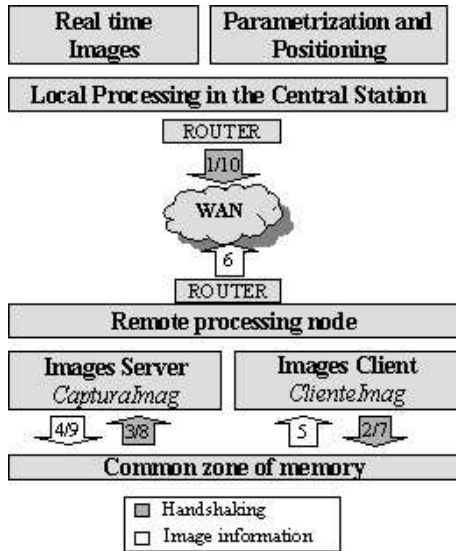 Real time
Images
Parametrization and
Positioning
Local Processing in the Central Station
ROUTER
1/10
WAN
6
ROUTER
Remote processing node
Images Server
CapturaImag
Images Client
ClienteImag
4/9
3/8
5
2/7
Common zone of memory
Handshaking
Image information